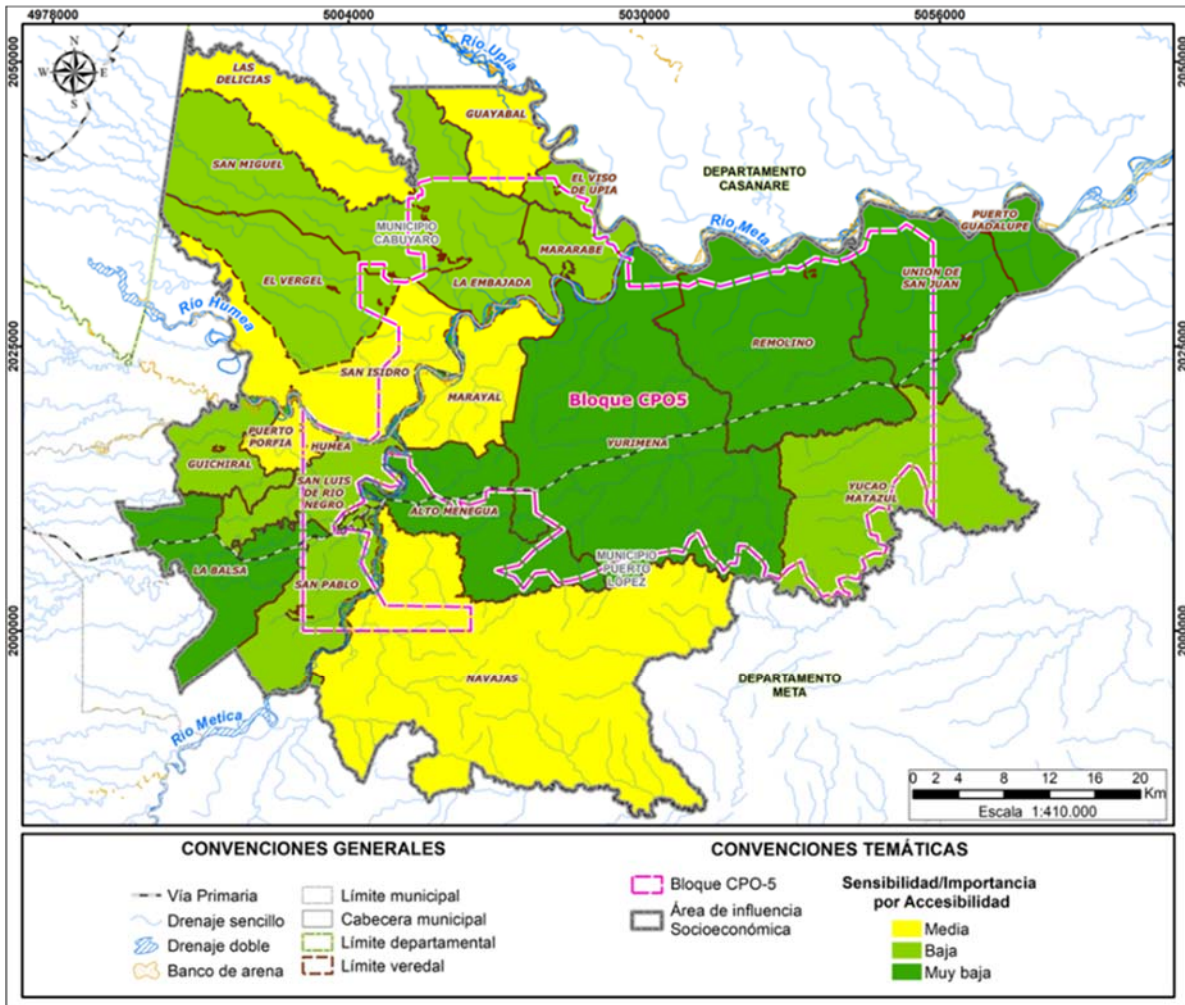 4978000
5004000
5030000
5056000
2050000
2050000
N
W
E
S
Río Upía
LAS
DELICIAS
GUAYABAL
SAN MIGUEL
EL VISO
DE UPIA
DEPARTAMENTO
CASANARE
PUERTO
GUADALUPE
MUNICIPIO
CABUYARO
Río Meta
MARARABE
EL VERGEL
LA EMBAJADA
UNION DE
SAN JUAN
Río Humea
2025000
2025000
REMOLINO
SAN ISIDRO
MARAYAL
Bloque CPO5
PUERTO
PORFIA
HUMEA
YURIMENA
GUICHIRAL
SAN LUIS
DE RIO
NEGRO
YUCAO
MATAZUL
ALTO MENEGUA
MUNICIPIO
PUERTO
LOPEZ
LA BALSA
SAN PABLO
2000000
2000000
NAVAJAS
DEPARTAMENTO
META
Río Metica
0 2 4 8 12 16 20
Km
Escala 1:410.000
CONVENCIONES GENERALES
Vía Primaria
Drenaje sencillo
Drenaje doble
Banco de arena
Límite municipal
Cabecera municipal
Límite departamental
Límite veredal
CONVENCIONES TEMÁTICAS
Bloque CPO-5
Área de influencia
Socioeconómica
Sensibilidad/Importancia
por Accesibilidad
Media
Baja
Muy baja